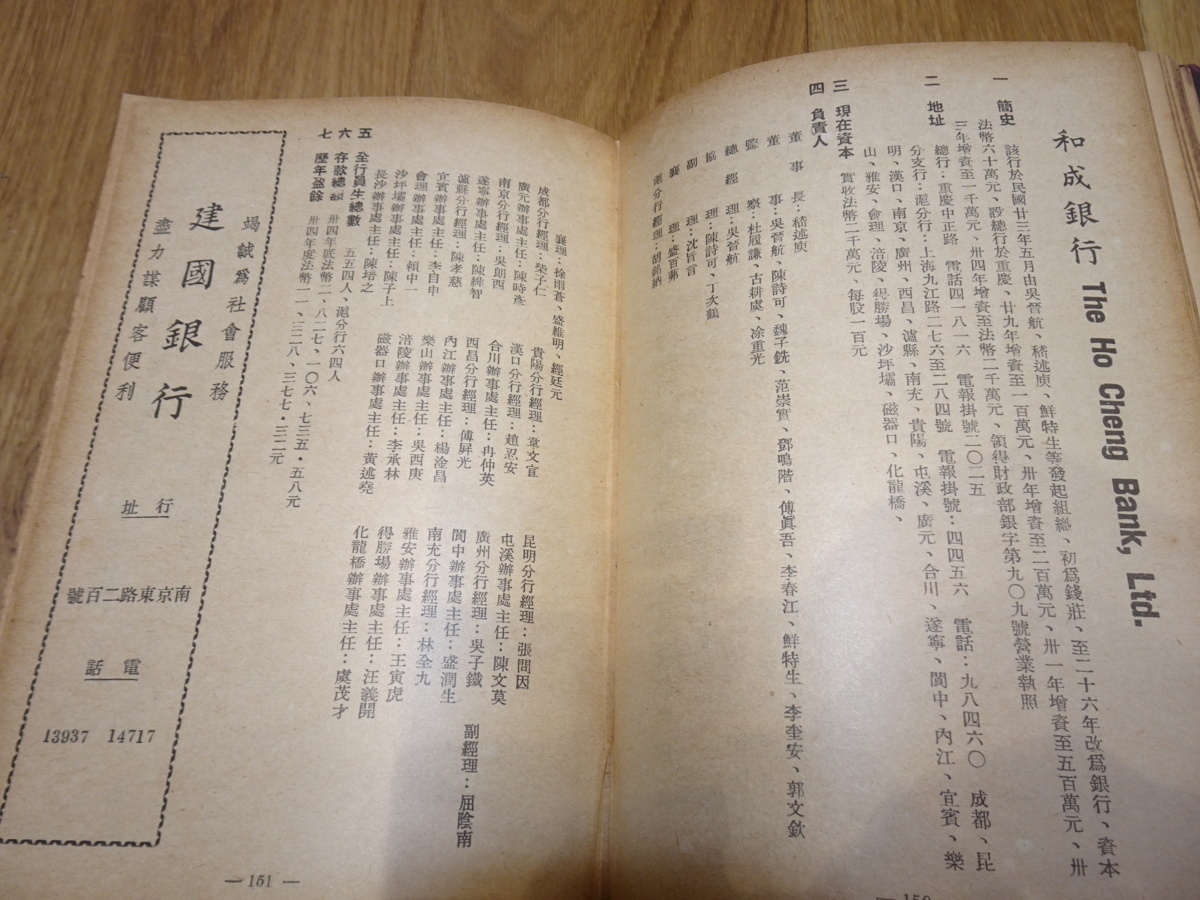 和成銀行 The Ho Cheng Bank, Ltd.
一 簡史
該行於民國廿三年五月由吳晉航、嵇述庚、鮮特生等發起組織、初爲錢莊、至二十六年改爲銀行、資本
法幣六十萬元、設總行於重慶、廿九年增資至一百萬元、卅年增資至二百萬元、卅一年增資至五百萬元、卅
三年增資至一千萬元、卅四年增資至法幣二千萬元、領得財政部銀字第九〇九號營業執照
二 地址
總行：重慶中正路 電話四一八一六 電報掛號二〇二五
分支行：滬分行：上海九江路二七六至二八四號 電報掛號：四四五六 電話：九八四六〇 成都、昆
明、漢口、南京、廣州、西昌、瀘縣、南充、貴陽、屯溪、廣元、合川、遂寧、閬中、內江、宜賓、樂
山、雅安、會理、涪陵、得勝場、沙坪壩、磁器口、化龍橋、
三 現在資本 實收法幣二千萬元、每股一百元
四 負責人
董事長：嵇述庚
董事：吳晉航、陳詩可、魏子銑、范崇實、鄧鳴階、傅眞吾、李春江、鮮特生、李奎安、郭文欽
監察：杜履謙、古耕處、凃重光
總經理：吳晉航
協理：陳詩可、丁次鶴
副理：沈旨言
襄理：盛百鄰
襄理：徐雨蒼、盛維明、經廷元
成都分行經理：榮子仁 貴陽分行經理：韋文宣 昆明分行經理：張問因
廣元辦事處主任：陳時彥 漢口分行經理：趙忍安 屯溪辦事處主任：陳文莫
南京分行經理：吳朗西 合川辦事處主任：冉仲英 廣州分行經理：吳子鐵 副經理：屈蔭南
遂寧辦事處主任：陳維智 西昌分行經理：傅屛光 閬中辦事處主任：盛潤生
瀘縣分行經理：陳孝慈 內江辦事處主任：楊淦昌 南充分行經理：林全九
宜賓辦事處主任：李自申 樂山辦事處主任：吳西庚 雅安辦事處主任：王寅虎
會理辦事處主任：賴中一 涪陵辦事處主任：李承林 得勝場辦事處主任：汪義開
沙坪壩辦事處主任：陳子上 磁器口辦事處主任：黃述堯 化龍橋辦事處主任：處茂才
長沙辦事處主任：陳培之
五 全行員生總數 五五四人、滬分行六四人
六 存款總額 卅四年底法幣二、八二七、一〇六、七三五・五八元
七 歷年盈餘 卅四年度法幣一一、三二八、三七七・三二元
竭誠爲社會服務
建國銀行
盡力謀顧客便利
行址
南京東路二百號
電話
13937 14717
— 151 —